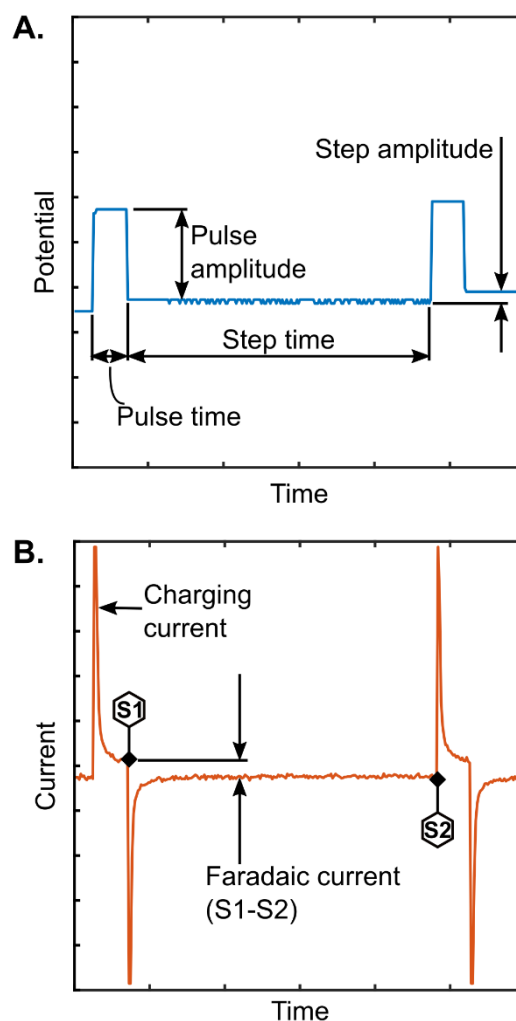 A.
Step amplitude
Pulse
amplitude
Potential
Step time
Pulse time
Time
B.
Charging
current
S1
Current
S2
Faradaic current
(S1-S2)
Time